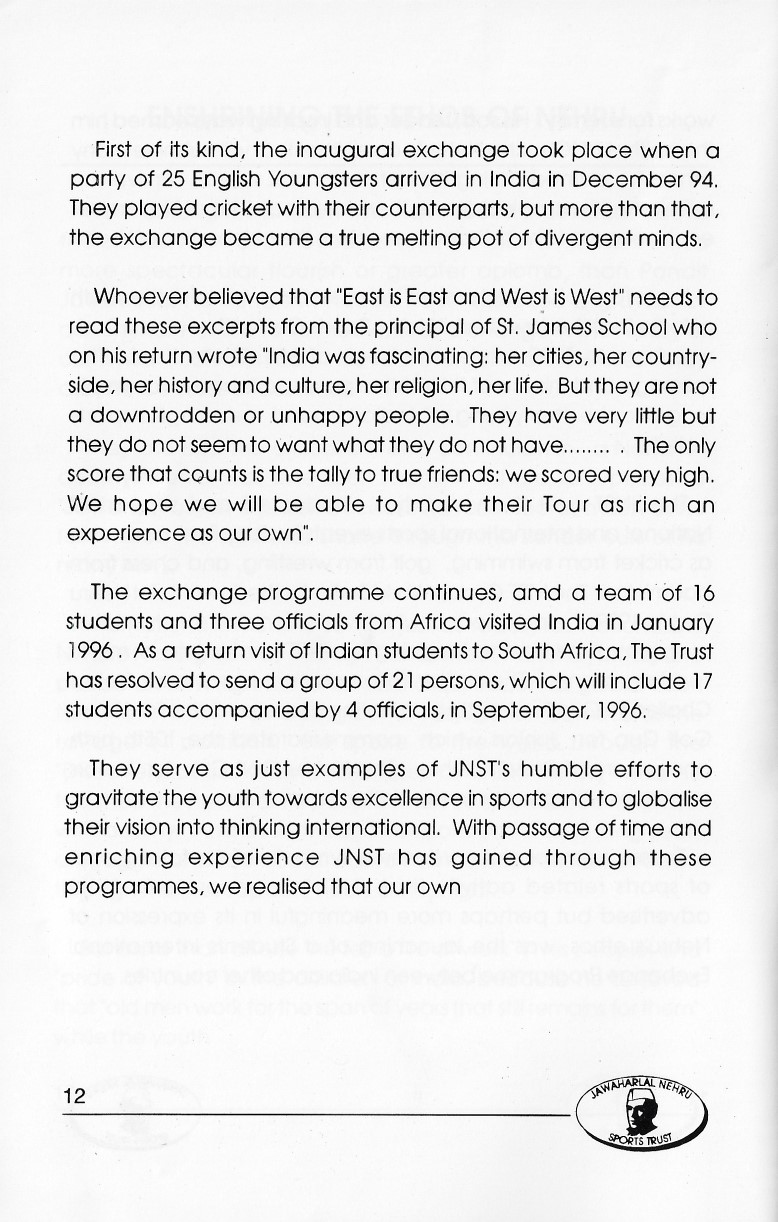 First of its kind, the inaugural exchange took place when a
party of 25 English Youngsters arrived in India in December 94.
They played cricket with their counterparts, but more than that,
the exchange became a true melting pot of divergent minds.
Whoever believed that "East is East and West is West" needs to
read these excerpts from the principal of St. James School who
on his return wrote "India was fascinating: her cities, her country-
side, her history and culture, her religion, her life. But they are not
a downtrodden or unhappy people. They have very little but
they do not seem to want what they do not have........ . The only
score that counts is the tally to true friends: we scored very high.
We hope we will be able to make their Tour as rich an
experience as our own".
The exchange programme continues, amd a team of 16
students and three officials from Africa visited India in January
1996 . As a return visit of Indian students to South Africa, The Trust
has resolved to send a group of 21 persons, which will include 17
students accompanied by 4 officials, in September, 1996.
They serve as just examples of JNST's humble efforts to
gravitate the youth towards excellence in sports and to globalise
their vision into thinking international. With passage of time and
enriching experience JNST has gained through these
programmes, we realised that our own
12
JAWAHARLAL NEHRU
SPORTS TRUST